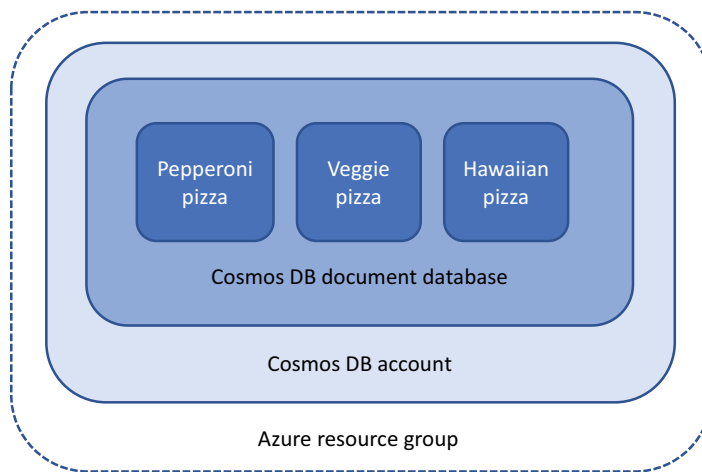 Pepperoni
pizza
Veggie
pizza
Hawaiian
pizza
Cosmos DB document database
Cosmos DB account
Azure resource group